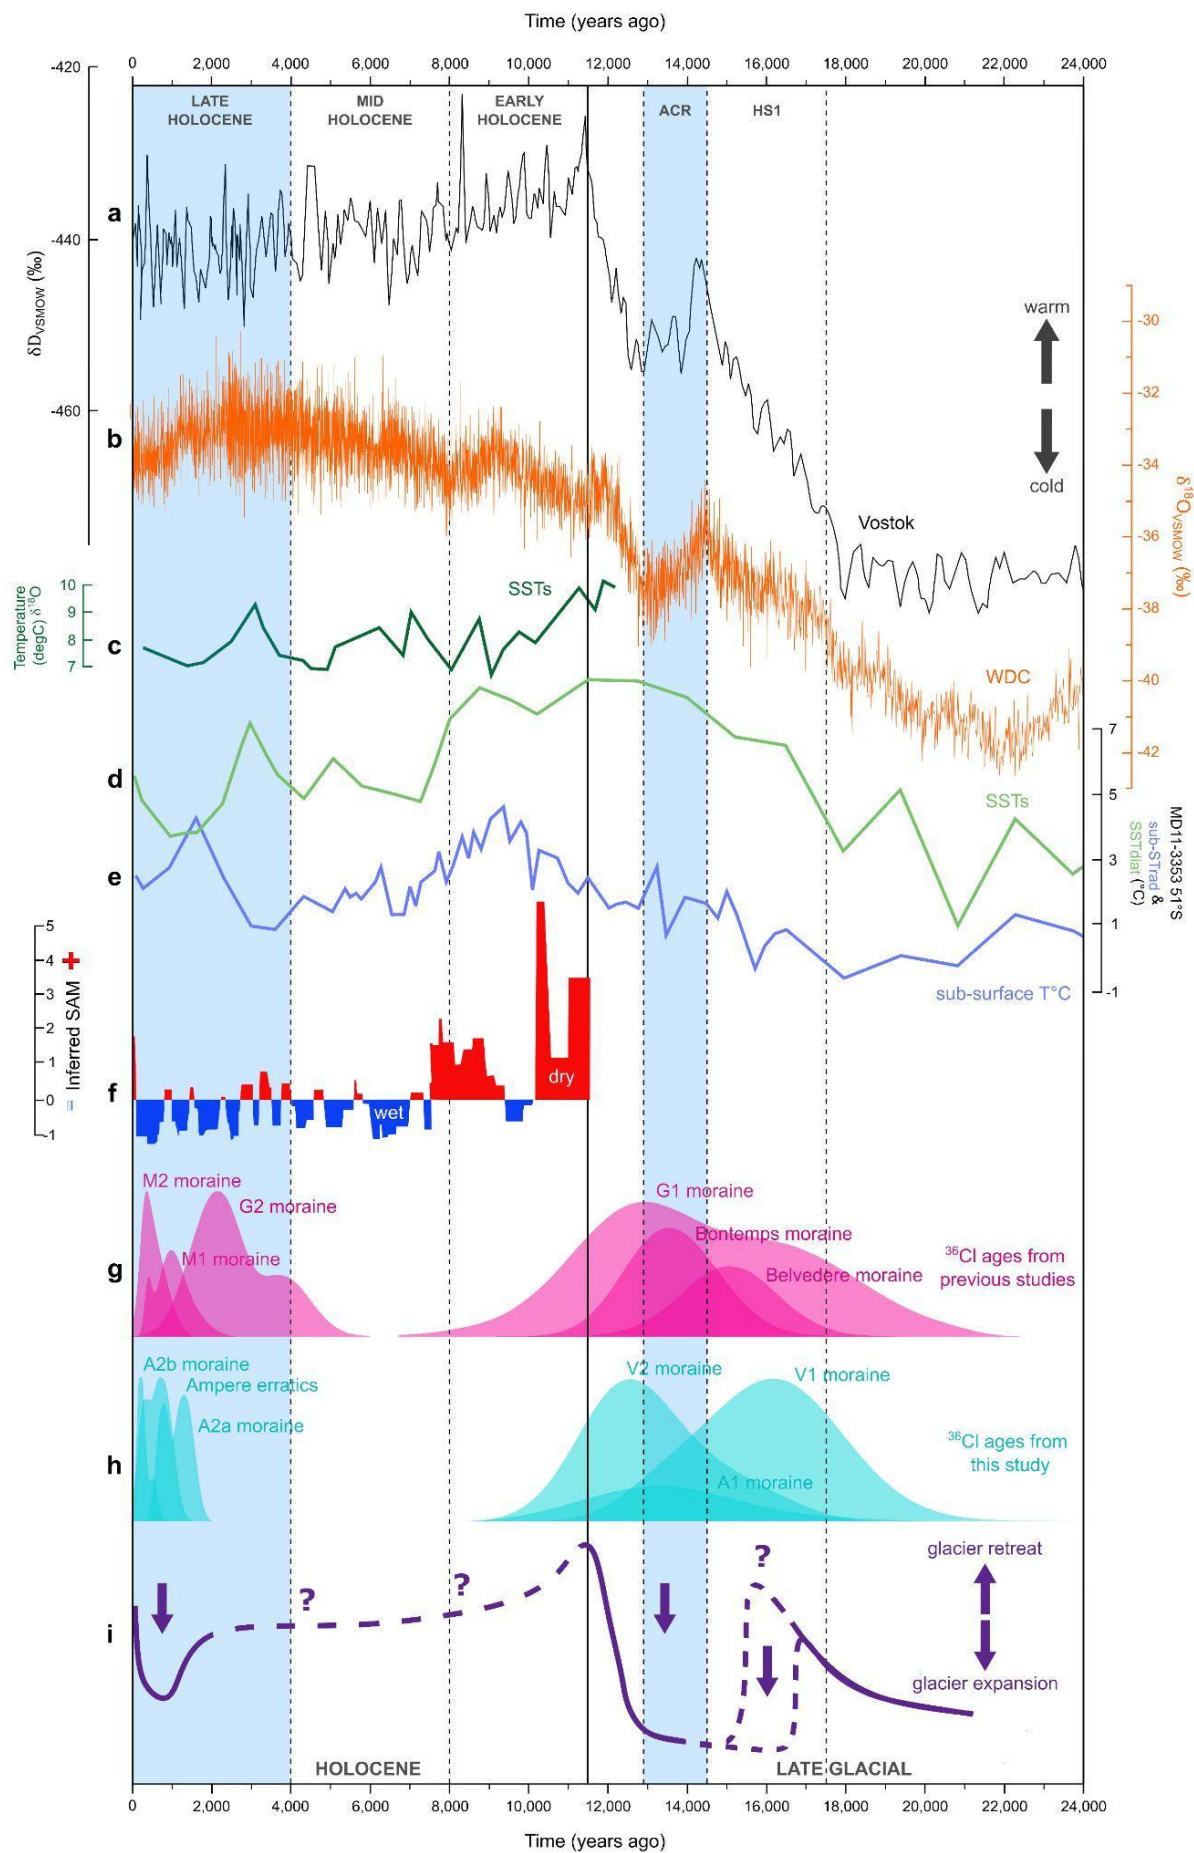 Time (years ago)
0 2,000 4,000 6,000 8,000 10,000 12,000 14,000 16,000 18,000 20,000 22,000 24,000
LATE
HOLOCENE
MID
HOLOCENE
EARLY
HOLOCENE
ACR
HS1
-420
-440
-460
δD_VSMOW (‰)
a
warm
cold
Vostok
-30
-32
-34
-36
-38
-40
-42
δ¹⁸O_VSMOW
(‰)
b
WDC
Temperature
(degC) δ¹⁸O
10
9
8
7
c
SSTs
d
SSTs
7
5
3
1
-1
MD11-3353 51°S
sub-STrad &
SSTdiat (°C)
e
sub-surface T°C
5
4
3
2
1
0
-1
= Inferred SAM +
f
wet
dry
g
M2 moraine
G2 moraine
M1 moraine
G1 moraine
Bontemps moraine
Belvedere moraine
³⁶Cl ages from
previous studies
h
A2b moraine
Ampere erratics
A2a moraine
V2 moraine
V1 moraine
A1 moraine
³⁶Cl ages from
this study
i
?
?
?
glacier retreat
glacier expansion
HOLOCENE
LATE GLACIAL
0 2,000 4,000 6,000 8,000 10,000 12,000 14,000 16,000 18,000 20,000 22,000 24,000
Time (years ago)